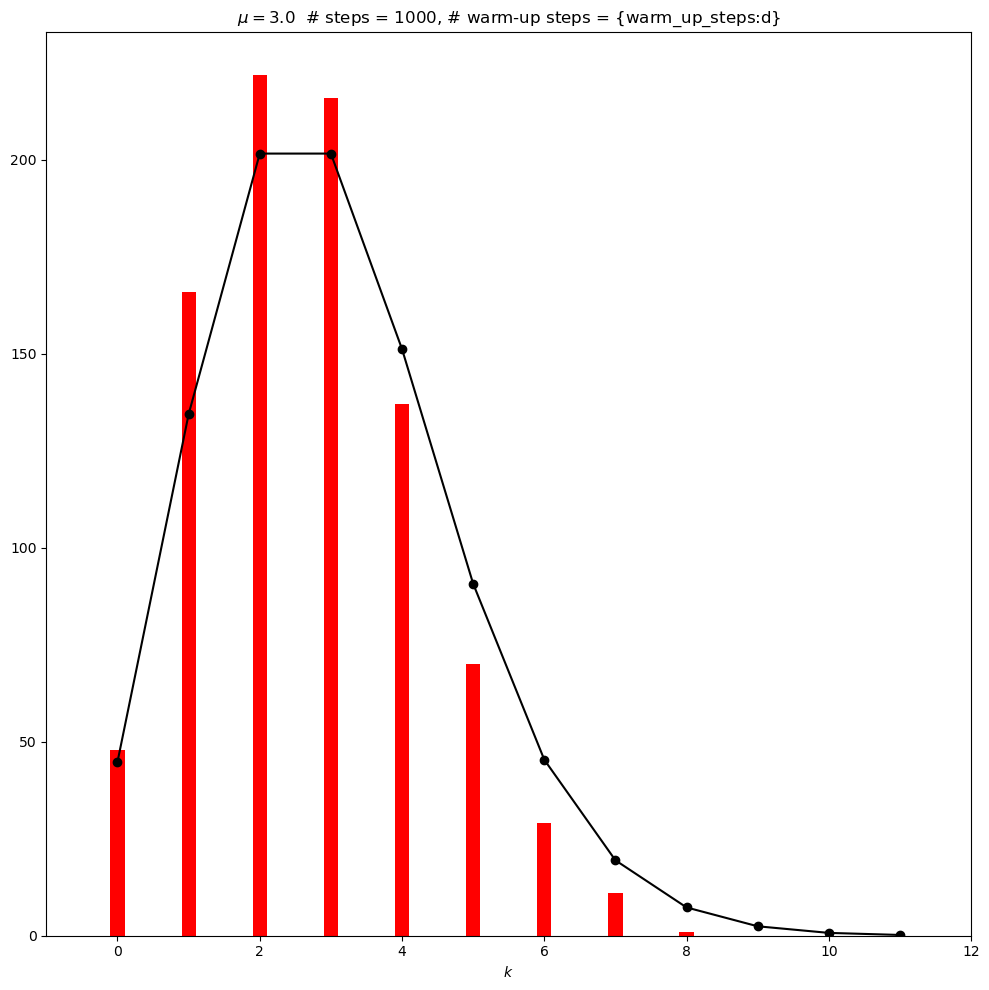 μ = 3.0  # steps = 1000, # warm-up steps = {warm_up_steps:d}
200
150
100
50
0
0 2 4 6 8 10 12
k